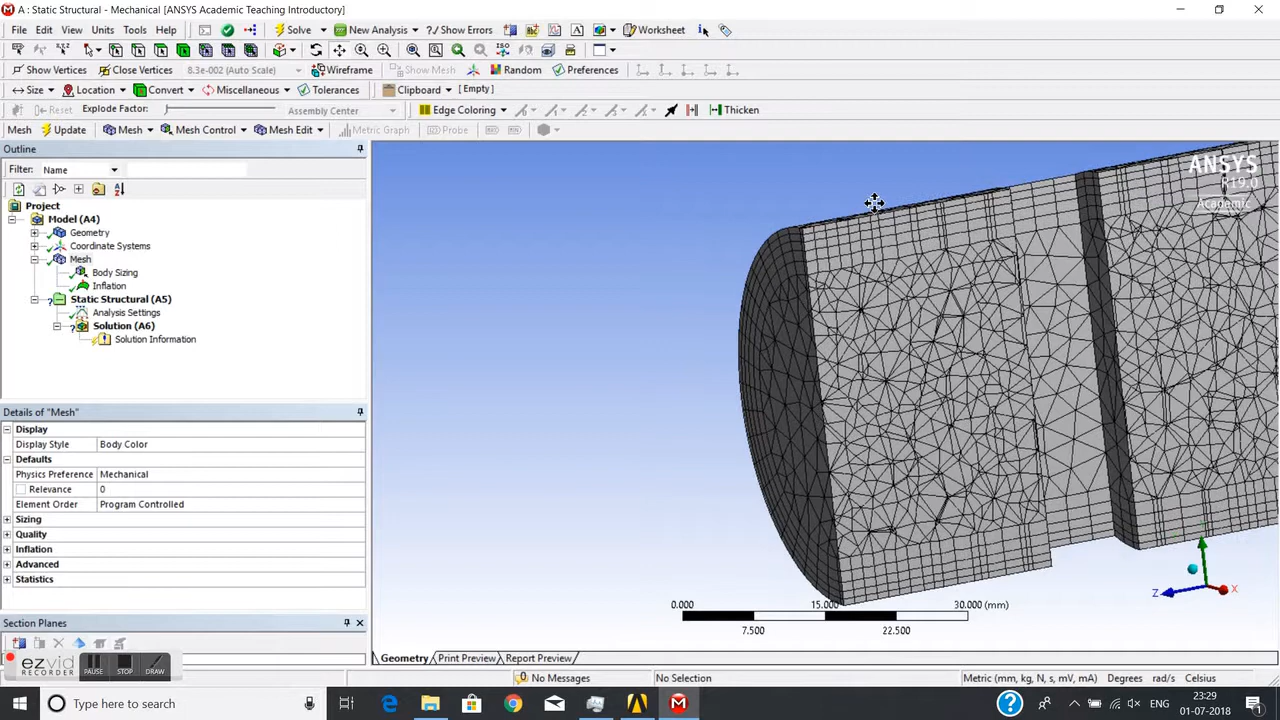 A : Static Structural - Mechanical [ANSYS Academic Teaching Introductory]
File Edit View Units Tools Help Solve New Analysis Show Errors Worksheet
Show Vertices Close Vertices 8.3e-002 (Auto Scale) Wireframe Show Mesh Random Preferences
Size Location Convert Miscellaneous Tolerances Clipboard [Empty]
Reset Explode Factor: Assembly Center Edge Coloring Thicken
Mesh Update Mesh Mesh Control Mesh Edit Metric Graph Probe
Outline
Filter: Name
Project
Model (A4)
Geometry
Coordinate Systems
Mesh
Body Sizing
Inflation
Static Structural (A5)
Analysis Settings
Solution (A6)
Solution Information
Details of "Mesh"
Display
Display Style Body Color
Defaults
Physics Preference Mechanical
Relevance 0
Element Order Program Controlled
Sizing
Quality
Inflation
Advanced
Statistics
Section Planes
ezvid
RECORDER
PAUSE STOP DRAW
ANSYS
R19.0
Academic
Z X
0.000 15.000 30.000 (mm)
7.500 22.500
Geometry Print Preview Report Preview
0 No Messages No Selection Metric (mm, kg, N, s, mV, mA) Degrees rad/s Celsius
Type here to search
ENG
23:29
01-07-2018